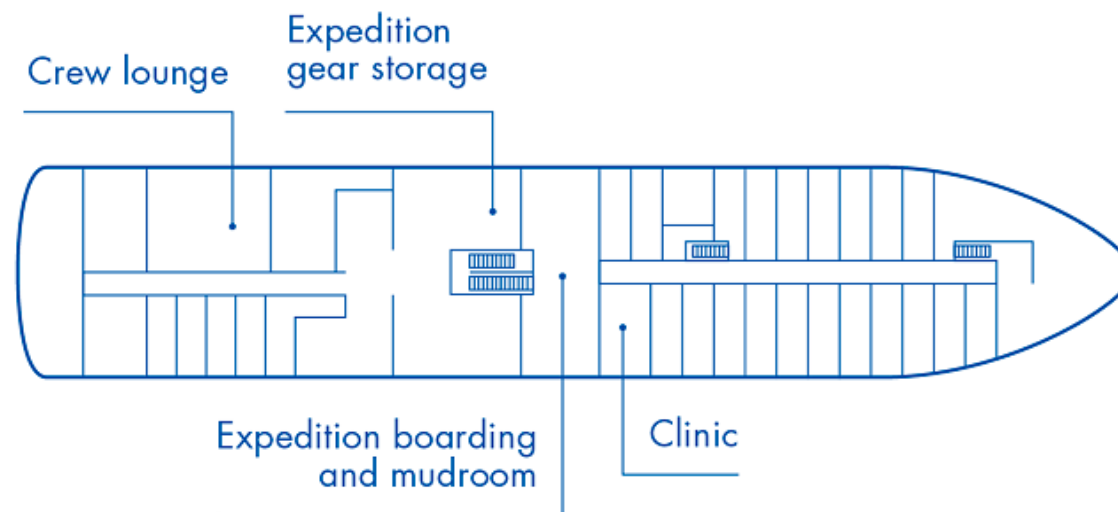 Expedition
gear storage
Crew lounge
Expedition boarding
and mudroom
Clinic